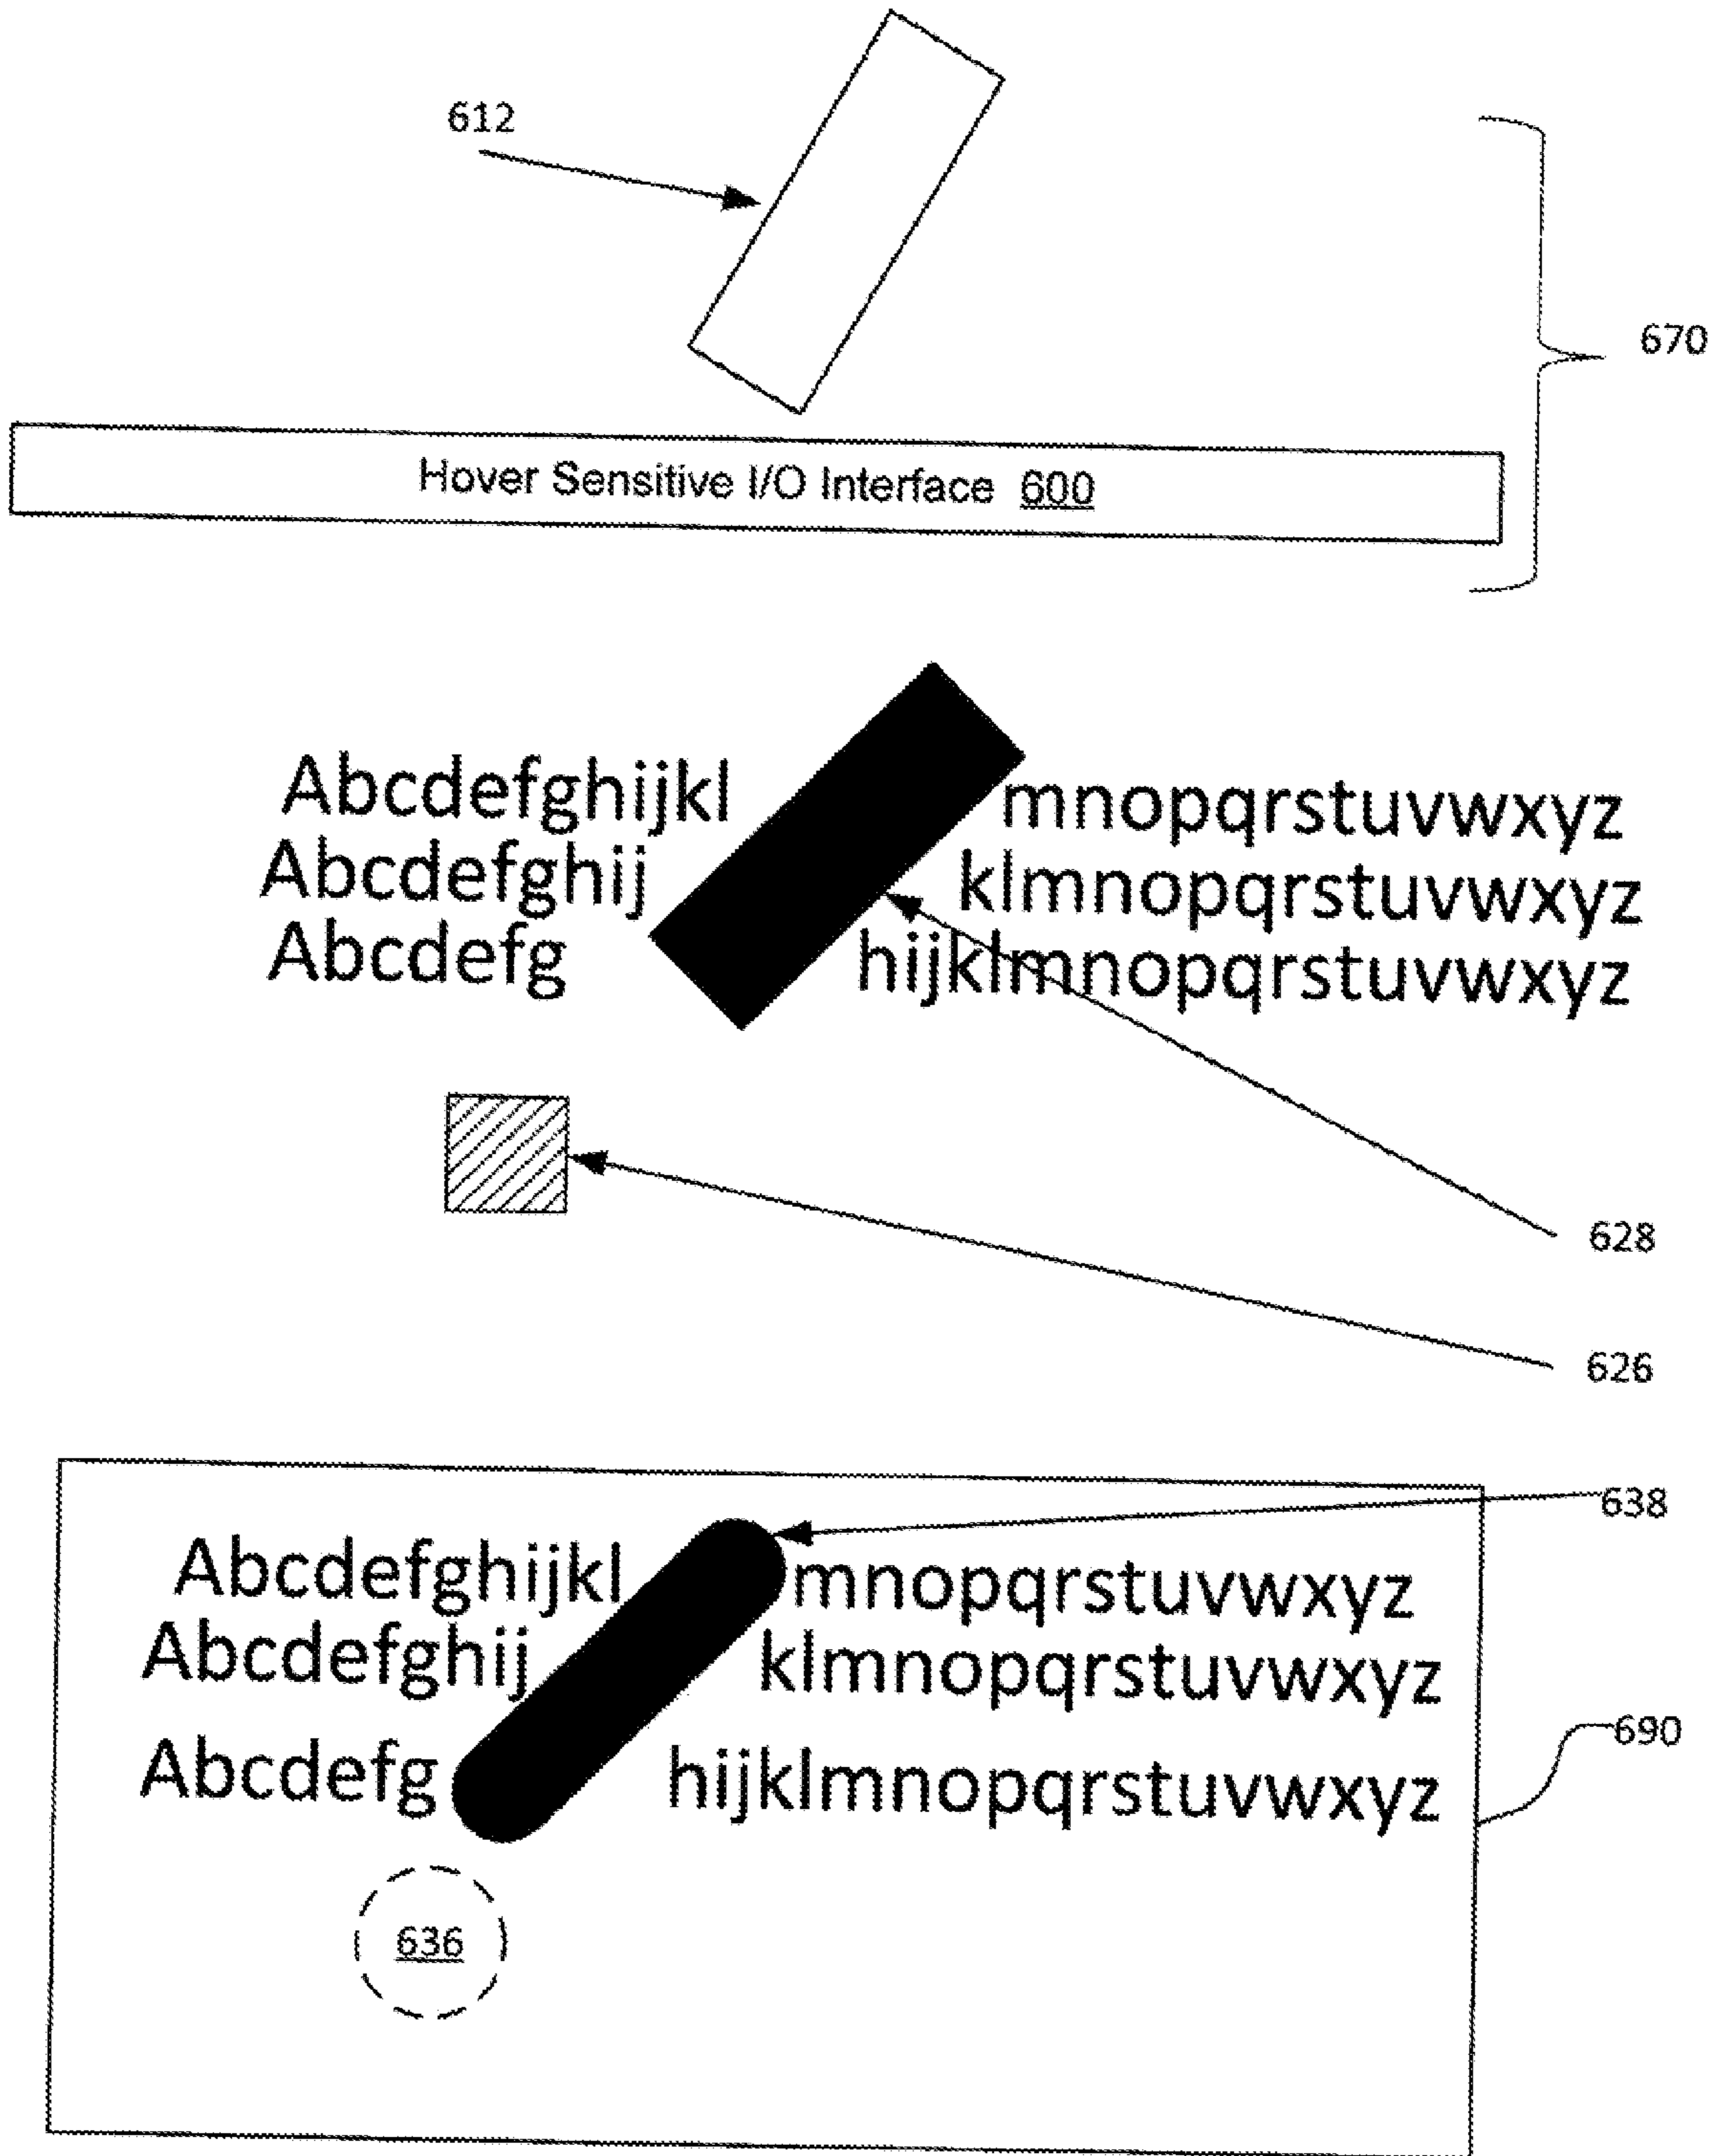 612
670
Hover Sensitive I/O Interface 600
Abcdefghijkl mnopqrstuvwxyz
Abcdefghij klmnopqrstuvwxyz
Abcdefg hijklmnopqrstuvwxyz
628
626
638
Abcdefghijkl mnopqrstuvwxyz
Abcdefghij klmnopqrstuvwxyz
690
Abcdefg hijklmnopqrstuvwxyz
636